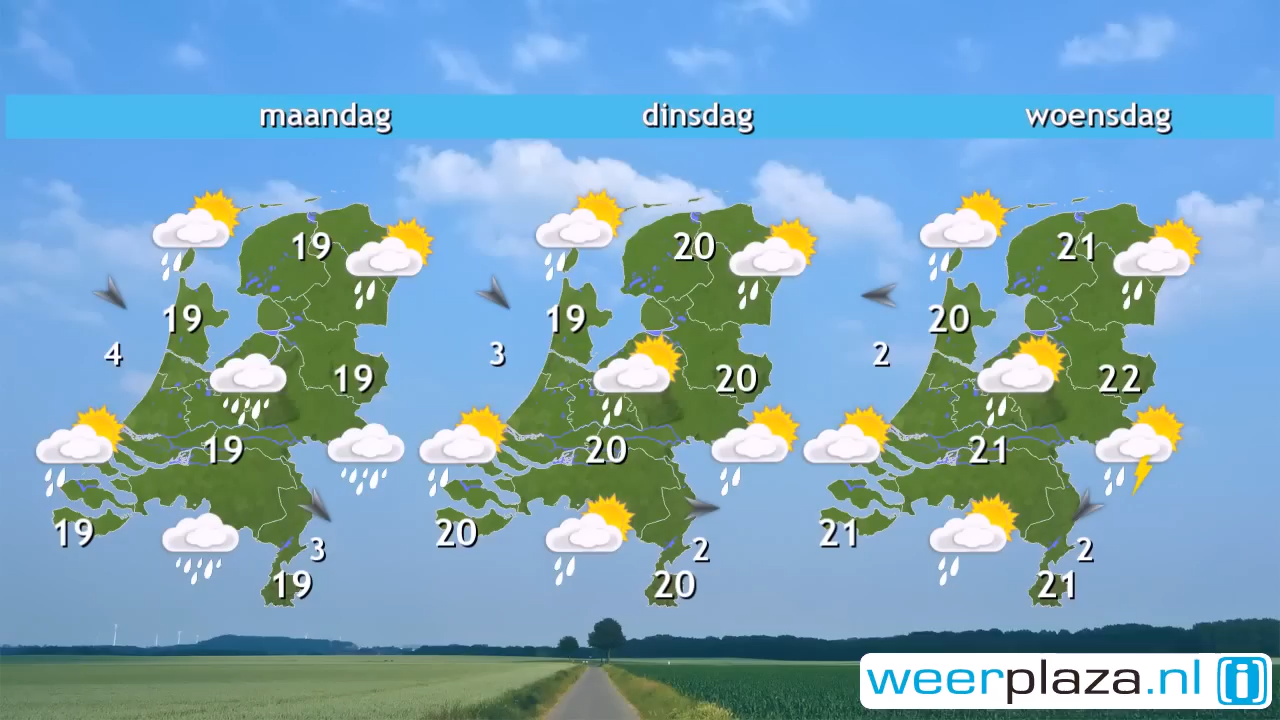 maandag dinsdag woensdag
19 20 21
19 19 20
4 3 2
19 20 22
19 20 21
19 20 21
3 2 2
19 20 21
weerplaza.nl i